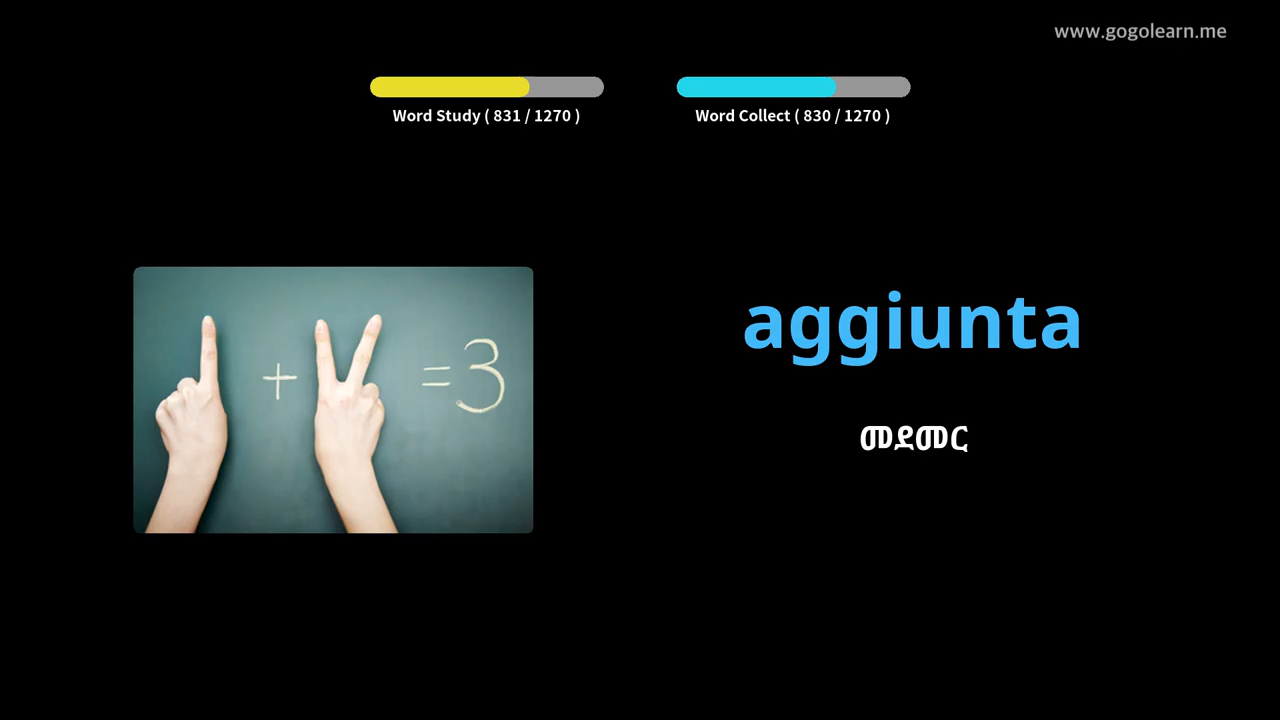 www.gogolearn.me
Word Study ( 831 / 1270 )
Word Collect ( 830 / 1270 )
+ =3
aggiunta
መደመር